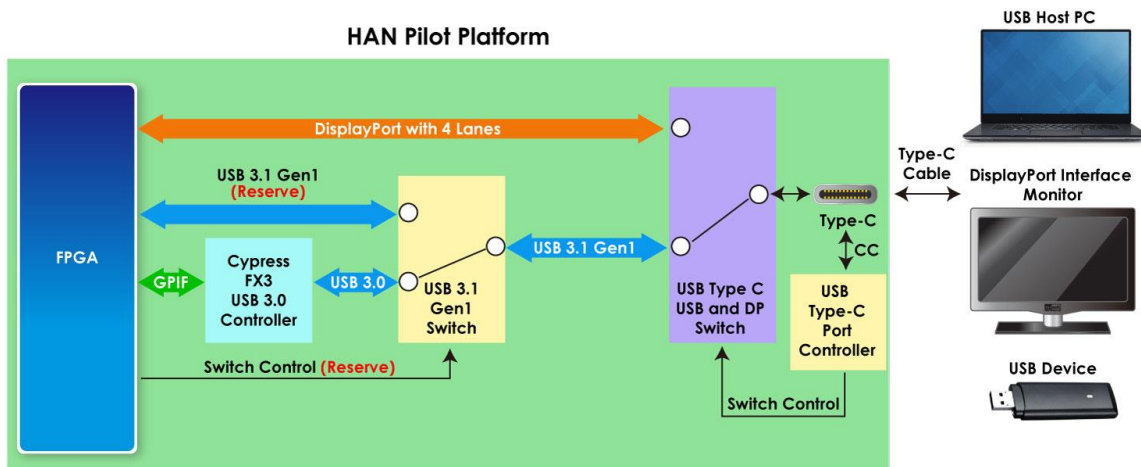 HAN Pilot Platform
USB Host PC
DisplayPort with 4 Lanes
USB 3.1 Gen1
(Reserve)
FPGA
GPIF
Cypress
FX3
USB 3.0
Controller
USB 3.0
USB 3.1
Gen1
Switch
Switch Control (Reserve)
USB 3.1 Gen1
USB Type C
USB and DP
Switch
Type-C
CC
USB
Type-C
Port
Controller
Switch Control
Type-C
Cable
DisplayPort Interface
Monitor
USB Device